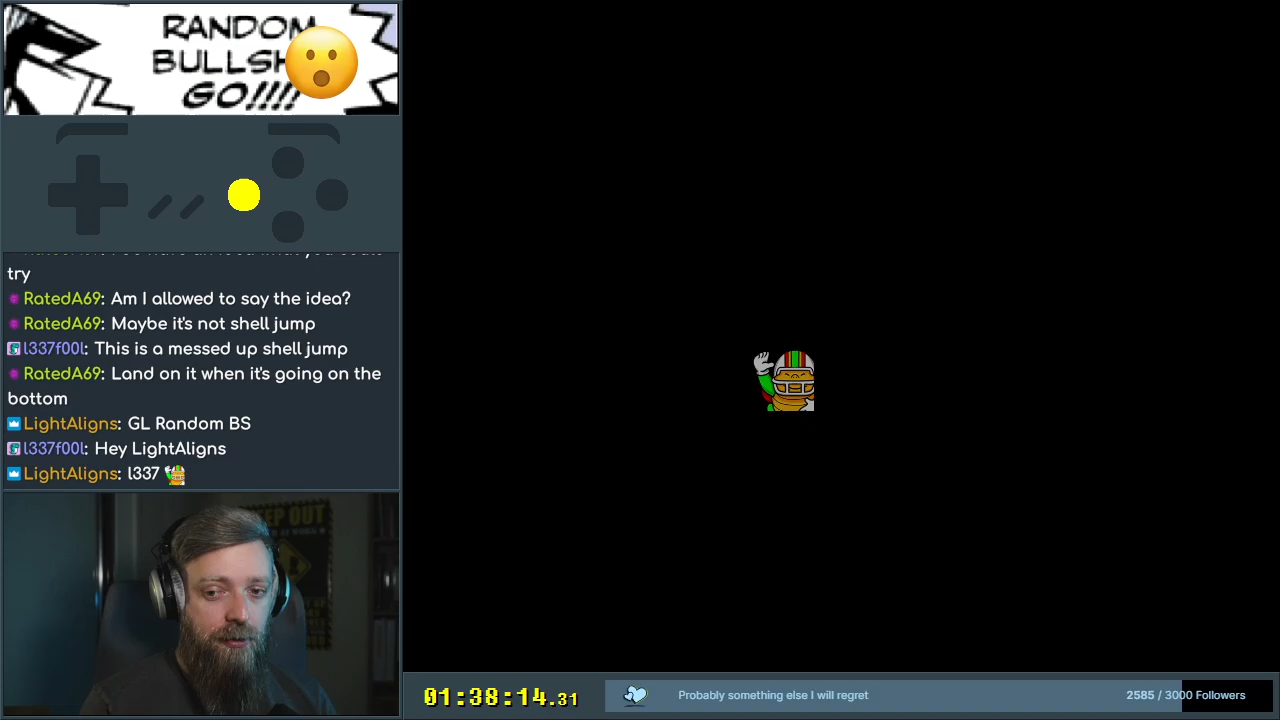 RANDOM
BULLSH
GO!!!!
try
RatedA69: Am I allowed to say the idea?
RatedA69: Maybe it's not shell jump
l337f00l: This is a messed up shell jump
RatedA69: Land on it when it's going on the
bottom
LightAligns: GL Random BS
l337f00l: Hey LightAligns
LightAligns: l337
EP OUT
01:38:14.31
Probably something else I will regret
2585 / 3000 Followers